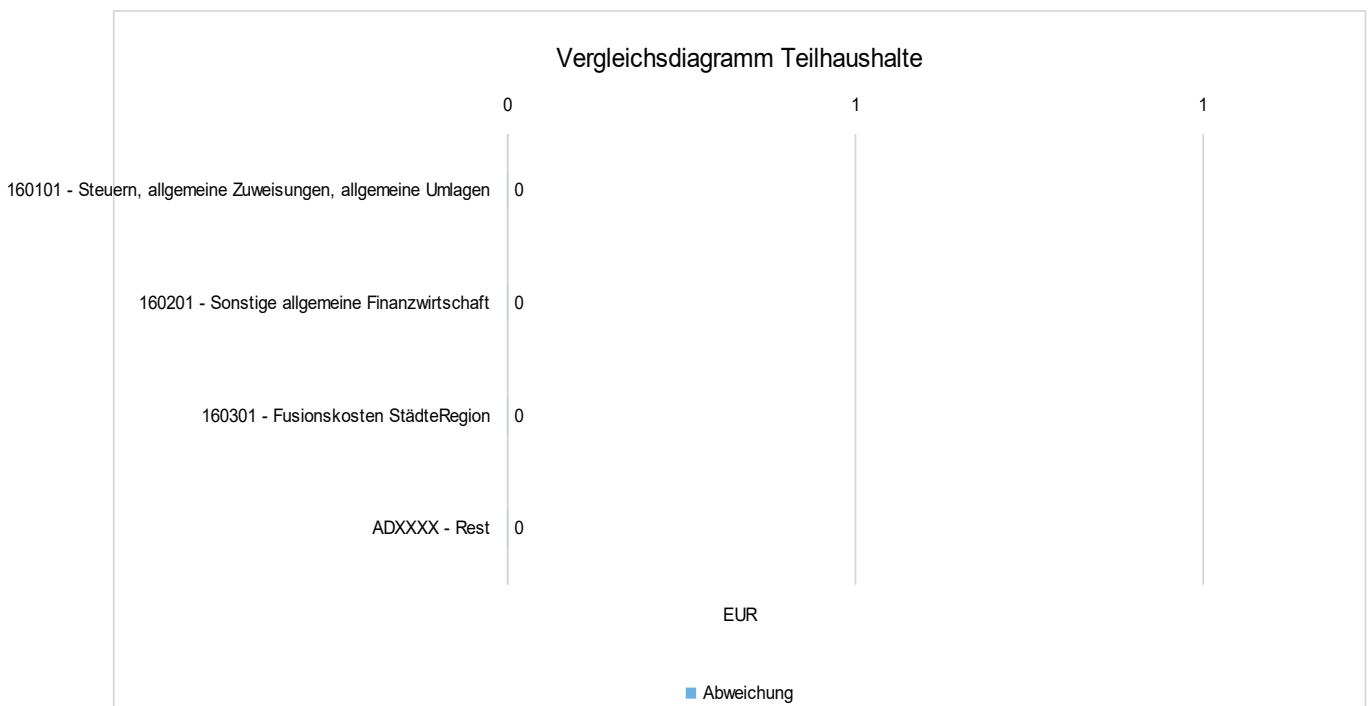 Vergleichsdiagramm Teilhaushalte
0 1 1
160101 - Steuern, allgemeine Zuweisungen, allgemeine Umlagen 0
160201 - Sonstige allgemeine Finanzwirtschaft 0
160301 - Fusionskosten StädteRegion 0
ADXXXX - Rest 0
EUR
Abweichung